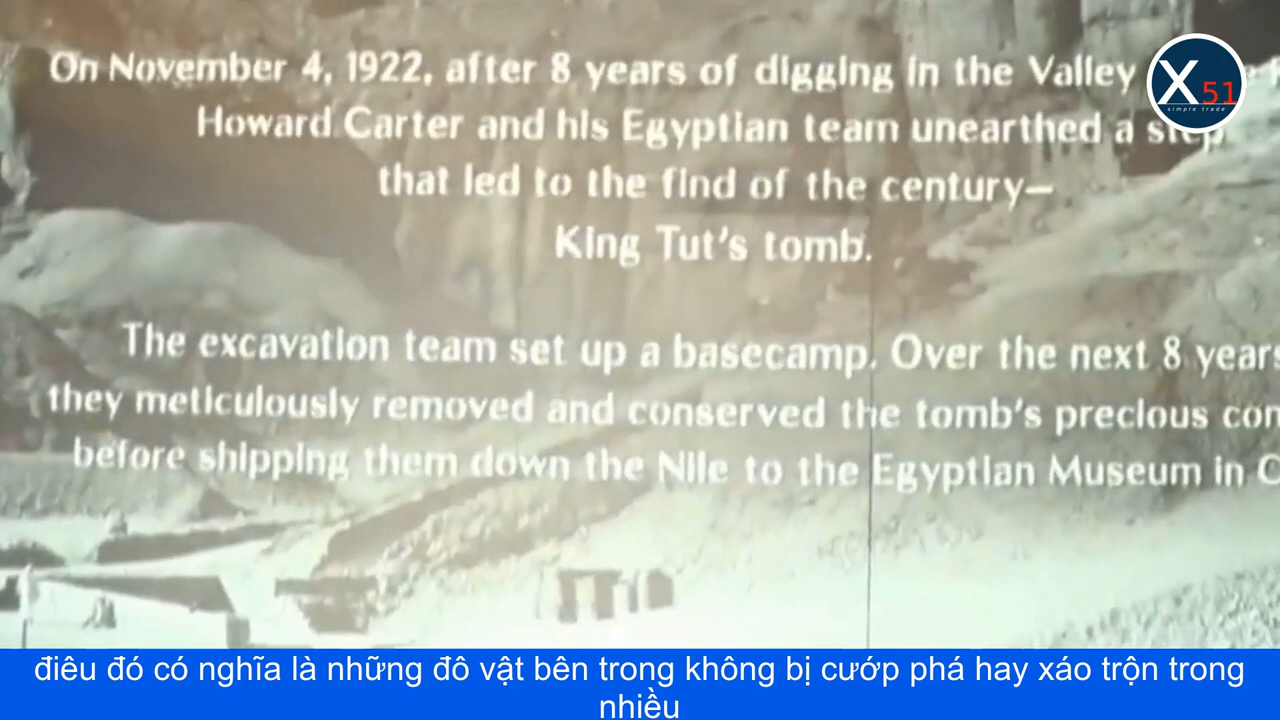 On November 4, 1922, after 8 years of digging in the Valley
Howard Carter and his Egyptian team unearthed a step
that led to the find of the century—
King Tut's tomb.
The excavation team set up a basecamp. Over the next 8 years
they meticulously removed and conserved the tomb's precious
before shipping them down the Nile to the Egyptian Museum in
X51
simple trade
điêu đó có nghĩa là những đô vật bên trong không bị cướp phá hay xáo trộn trong
nhiều